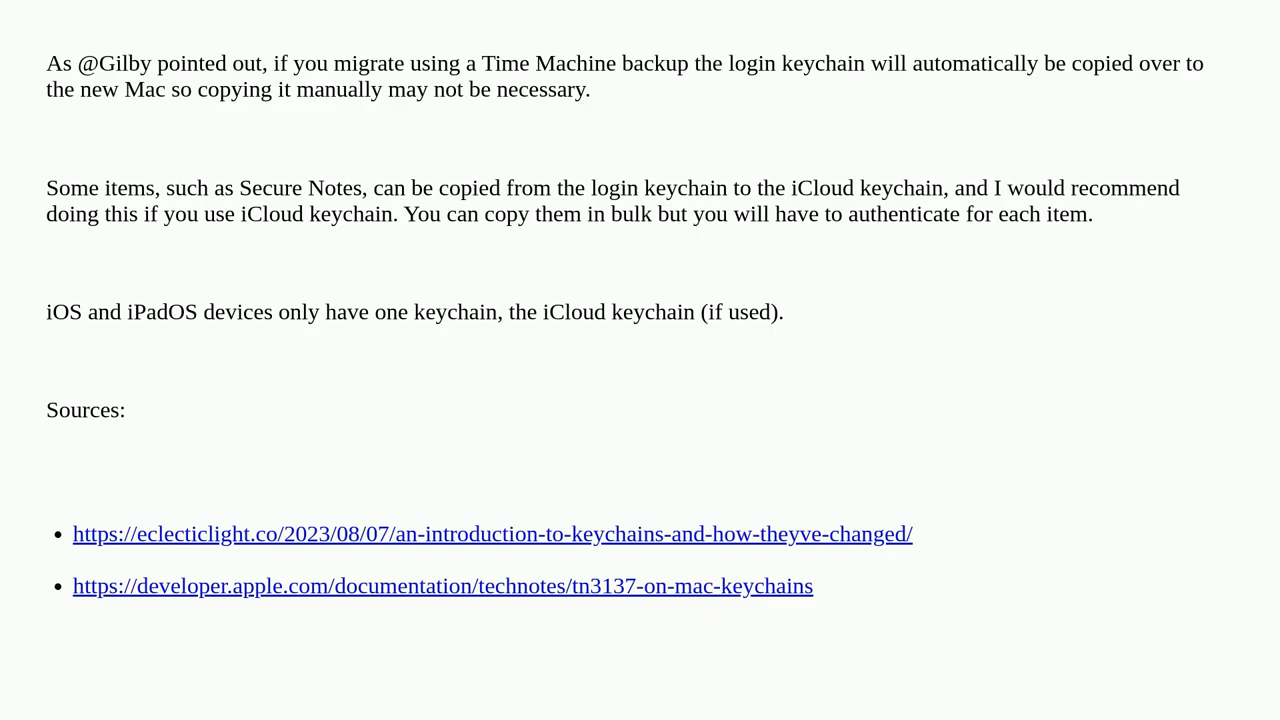 As @Gilby pointed out, if you migrate using a Time Machine backup the login keychain will automatically be copied over to
the new Mac so copying it manually may not be necessary.
Some items, such as Secure Notes, can be copied from the login keychain to the iCloud keychain, and I would recommend
doing this if you use iCloud keychain. You can copy them in bulk but you will have to authenticate for each item.
iOS and iPadOS devices only have one keychain, the iCloud keychain (if used).
Sources:
• https://eclecticlight.co/2023/08/07/an-introduction-to-keychains-and-how-theyve-changed/
• https://developer.apple.com/documentation/technotes/tn3137-on-mac-keychains